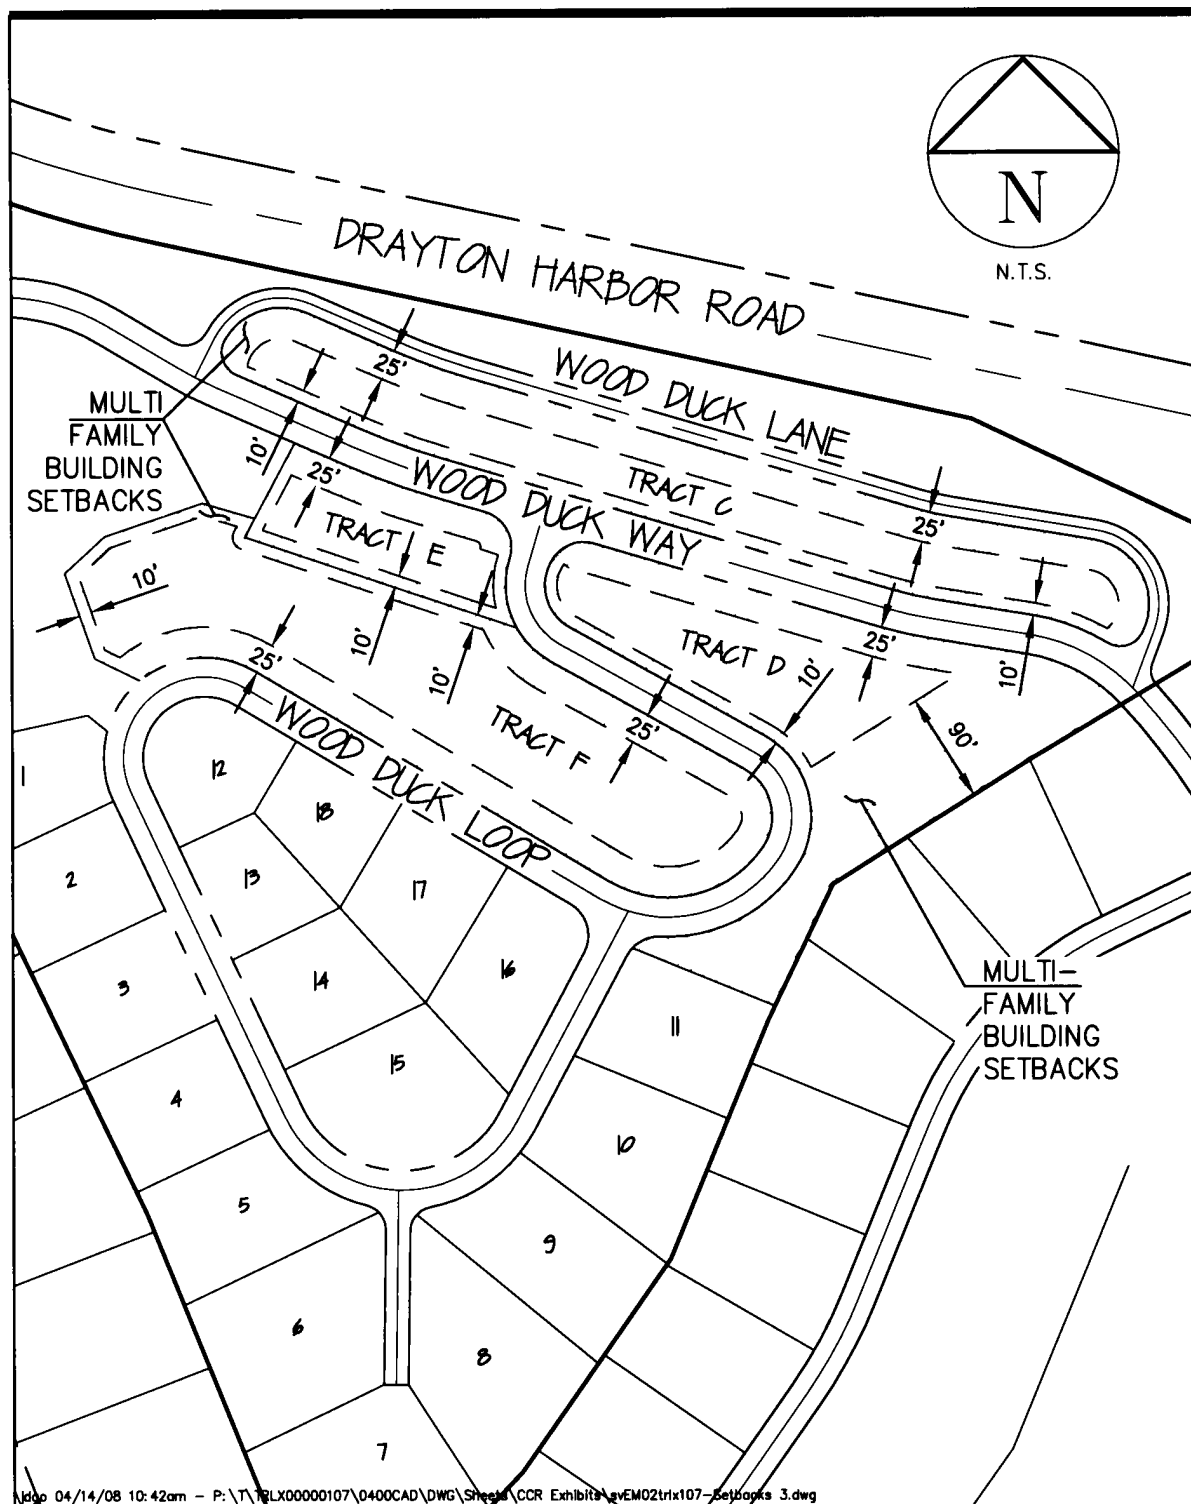 N
N.T.S.
DRAYTON HARBOR ROAD
WOOD DUCK LANE
25'
MULTI
FAMILY
BUILDING
SETBACKS
10'
25'
WOOD DUCK WAY
TRACT C
25'
TRACT E
10'
10'
10'
25'
TRACT D
10'
25'
10'
25'
TRACT F
25'
90'
WOOD DUCK LOOP
1
12
18
2
13
17
3
14
16
MULTI-
FAMILY
BUILDING
SETBACKS
11
15
4
10
5
9
6
8
7
04/14/08 10:42am - P:\T\TRLX00000107\0400CAD\DWG\Sheets\CCR Exhibits\svEM02trlx107-Setbacks 3.dwg